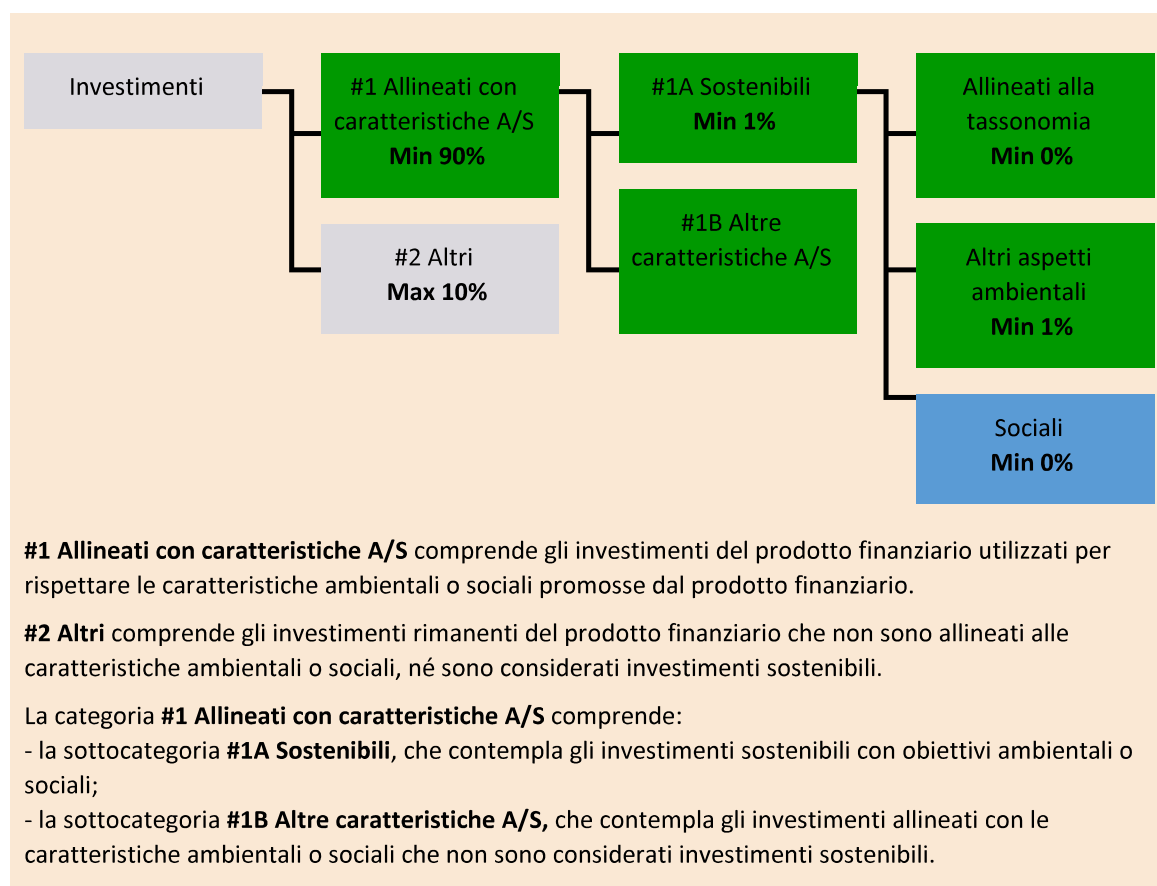 Investimenti
#1 Allineati con
caratteristiche A/S
Min 90%
#2 Altri
Max 10%
#1A Sostenibili
Min 1%
#1B Altre
caratteristiche A/S
Allineati alla
tassonomia
Min 0%
Altri aspetti
ambientali
Min 1%
Sociali
Min 0%
#1 Allineati con caratteristiche A/S comprende gli investimenti del prodotto finanziario utilizzati per
rispettare le caratteristiche ambientali o sociali promosse dal prodotto finanziario.
#2 Altri comprende gli investimenti rimanenti del prodotto finanziario che non sono allineati alle
caratteristiche ambientali o sociali, né sono considerati investimenti sostenibili.
La categoria #1 Allineati con caratteristiche A/S comprende:
- la sottocategoria #1A Sostenibili, che contempla gli investimenti sostenibili con obiettivi ambientali o
sociali;
- la sottocategoria #1B Altre caratteristiche A/S, che contempla gli investimenti allineati con le
caratteristiche ambientali o sociali che non sono considerati investimenti sostenibili.